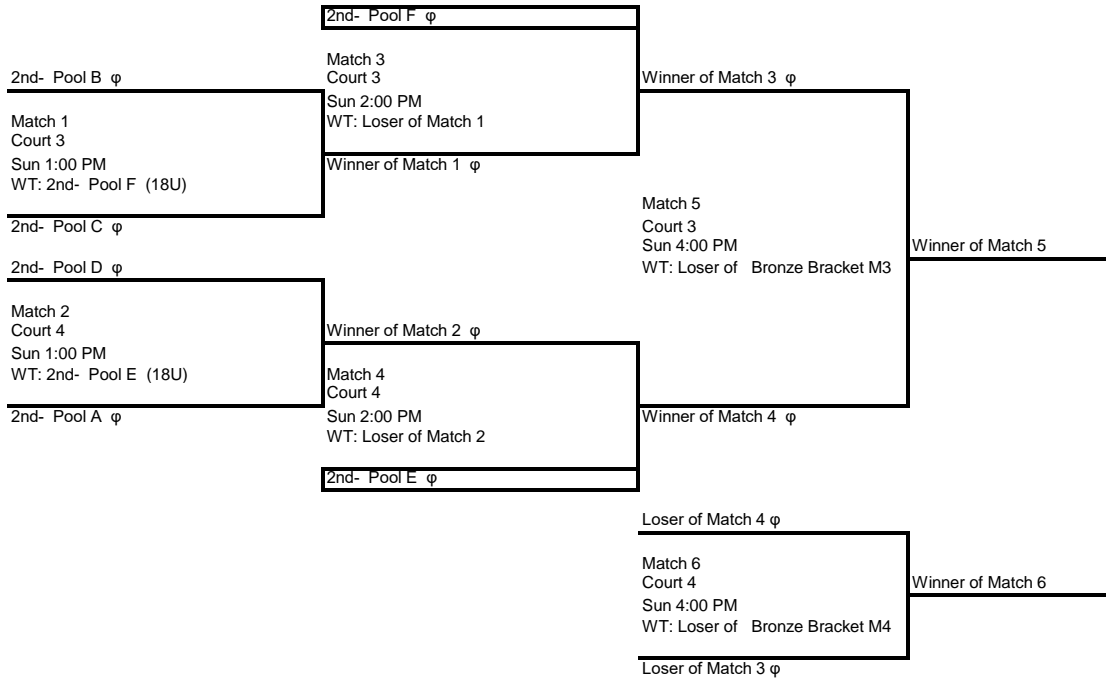 2nd-  Pool F  φ
Match 3
Court 3
Sun 2:00 PM
WT: Loser of Match 1
Winner of Match 1  φ
2nd-  Pool B  φ
Match 1
Court 3
Sun 1:00 PM
WT: 2nd-  Pool F  (18U)
2nd-  Pool C  φ
2nd-  Pool D  φ
Match 2
Court 4
Sun 1:00 PM
WT: 2nd-  Pool E  (18U)
2nd-  Pool A  φ
Winner of Match 2  φ
Match 4
Court 4
Sun 2:00 PM
WT: Loser of Match 2
2nd-  Pool E  φ
Winner of Match 3  φ
Match 5
Court 3
Sun 4:00 PM
WT: Loser of   Bronze Bracket M3
Winner of Match 4  φ
Winner of Match 5
Loser of Match 4 φ
Match 6
Court 4
Sun 4:00 PM
WT: Loser of   Bronze Bracket M4
Loser of Match 3 φ
Winner of Match 6